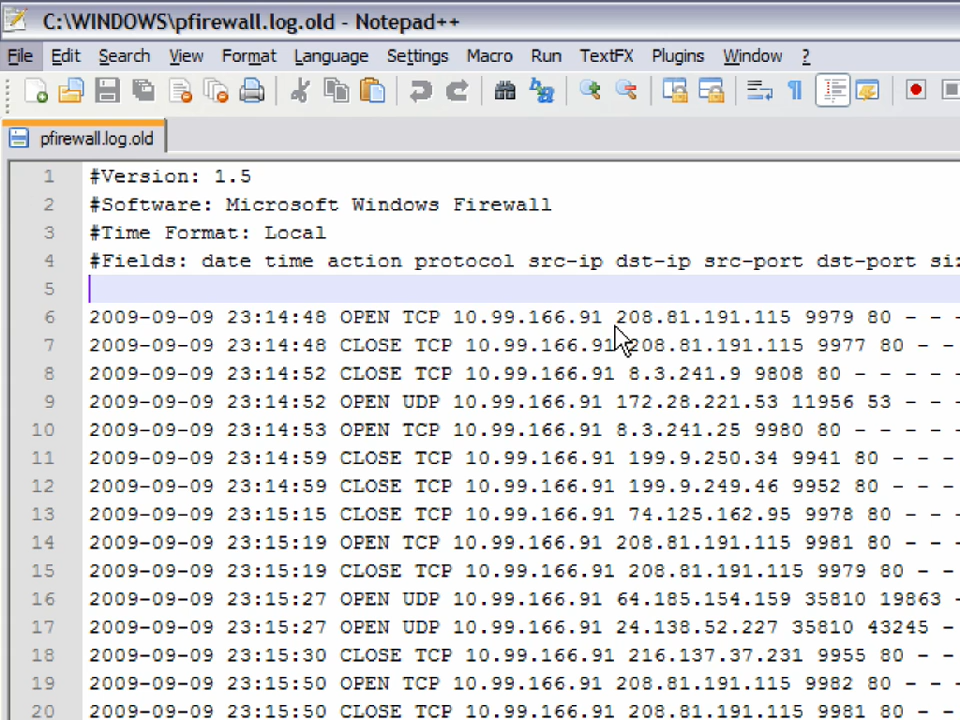 C:\WINDOWS\pfirewall.log.old - Notepad++
File Edit Search View Format Language Settings Macro Run TextFX Plugins Window ?
pfirewall.log.old
1 #Version: 1.5
2 #Software: Microsoft Windows Firewall
3 #Time Format: Local
4 #Fields: date time action protocol src-ip dst-ip src-port dst-port
5
6 2009-09-09 23:14:48 OPEN TCP 10.99.166.91 208.81.191.115 9979 80 - - -
7 2009-09-09 23:14:48 CLOSE TCP 10.99.166.91 208.81.191.115 9977 80 - -
8 2009-09-09 23:14:52 CLOSE TCP 10.99.166.91 8.3.241.9 9808 80 - - - - -
9 2009-09-09 23:14:52 OPEN UDP 10.99.166.91 172.28.221.53 11956 53 - - -
10 2009-09-09 23:14:53 OPEN TCP 10.99.166.91 8.3.241.25 9980 80 - - - - -
11 2009-09-09 23:14:59 CLOSE TCP 10.99.166.91 199.9.250.34 9941 80 - - -
12 2009-09-09 23:14:59 CLOSE TCP 10.99.166.91 199.9.249.46 9952 80 - - -
13 2009-09-09 23:15:15 CLOSE TCP 10.99.166.91 74.125.162.95 9978 80 - - -
14 2009-09-09 23:15:19 OPEN TCP 10.99.166.91 208.81.191.115 9981 80 - - -
15 2009-09-09 23:15:19 CLOSE TCP 10.99.166.91 208.81.191.115 9979 80 - -
16 2009-09-09 23:15:27 OPEN UDP 10.99.166.91 64.185.154.159 35810 19863 -
17 2009-09-09 23:15:27 OPEN UDP 10.99.166.91 24.138.52.227 35810 43245 -
18 2009-09-09 23:15:30 CLOSE TCP 10.99.166.91 216.137.37.231 9955 80 - -
19 2009-09-09 23:15:50 OPEN TCP 10.99.166.91 208.81.191.115 9982 80 - - -
20 2009-09-09 23:15:50 CLOSE TCP 10.99.166.91 208.81.191.115 9981 80 - -